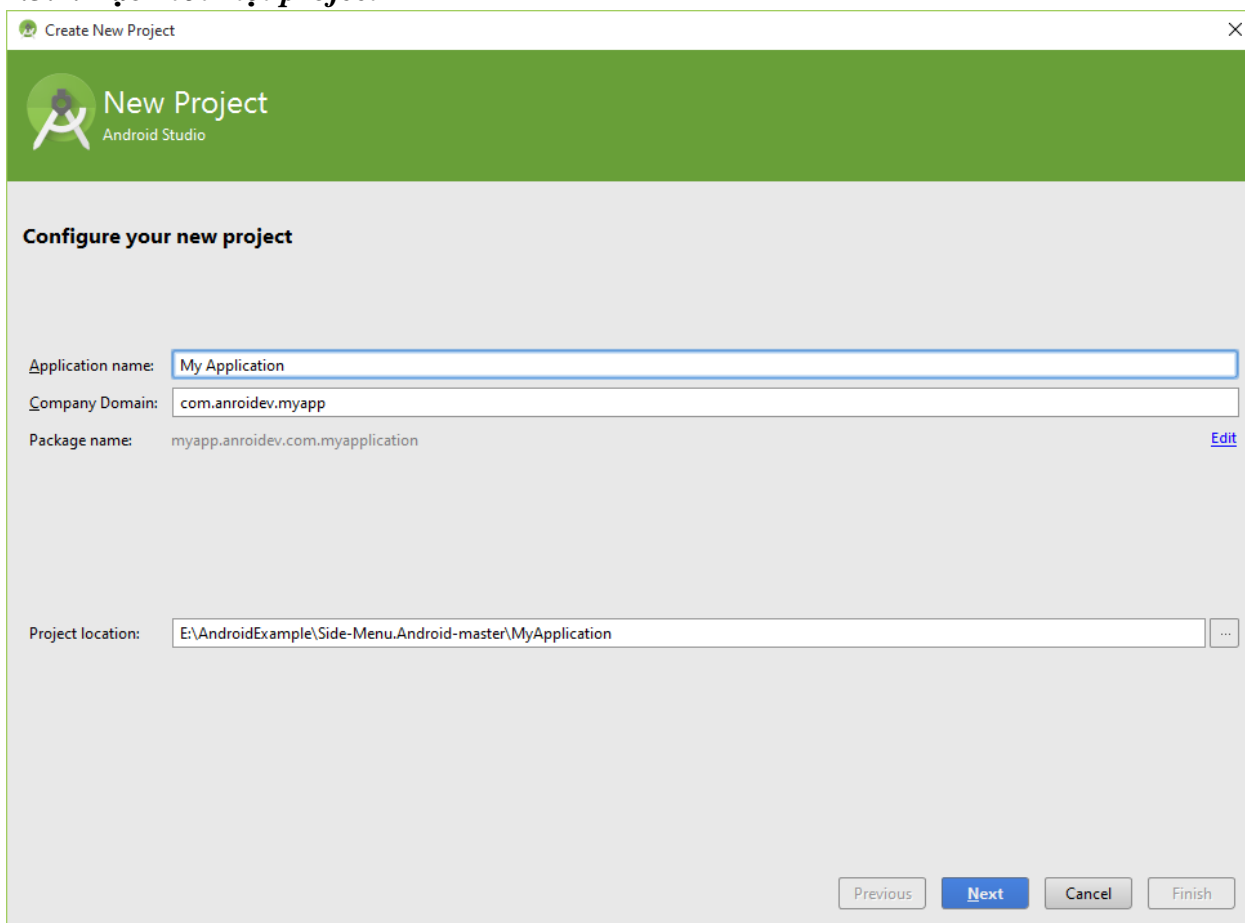 project
Create New Project
New Project
Android Studio
Configure your new project
Application name: My Application
Company Domain: com.anroidev.myapp
Package name: myapp.anroidev.com.myapplication Edit
Project location: E:\AndroidExample\Side-Menu.Android-master\MyApplication ...
Previous Next Cancel Finish